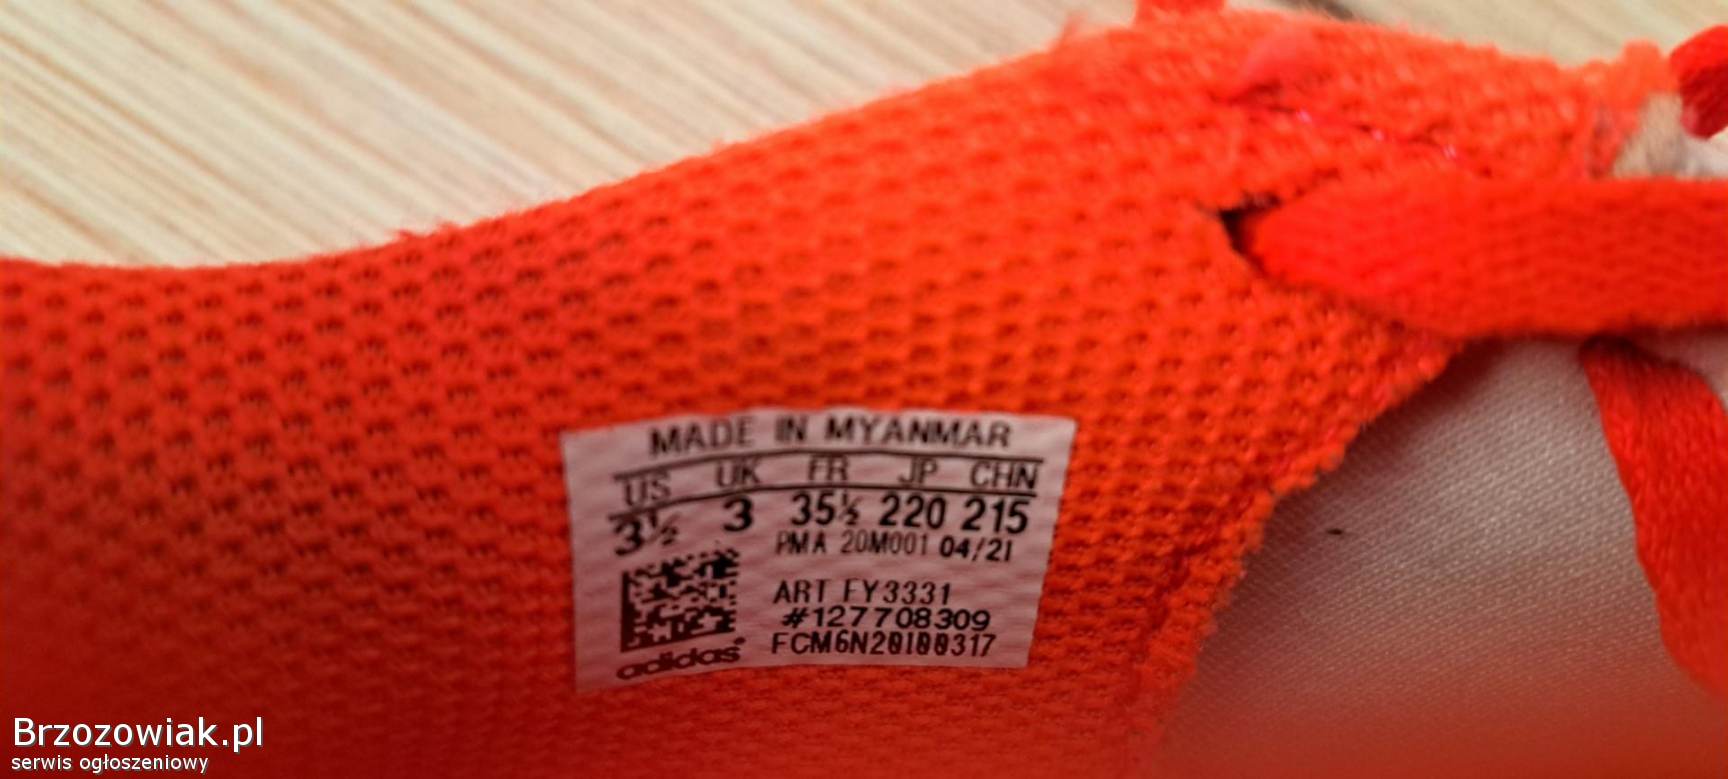 MADE IN MYANMAR
US UK FR JP CHN
3½ 3 35½ 220 215
PMA 20M001 04/21
ART FY3331
#127708309
FCM6N20100317
adidas
Brzozowiak.pl
serwis ogłoszeniowy